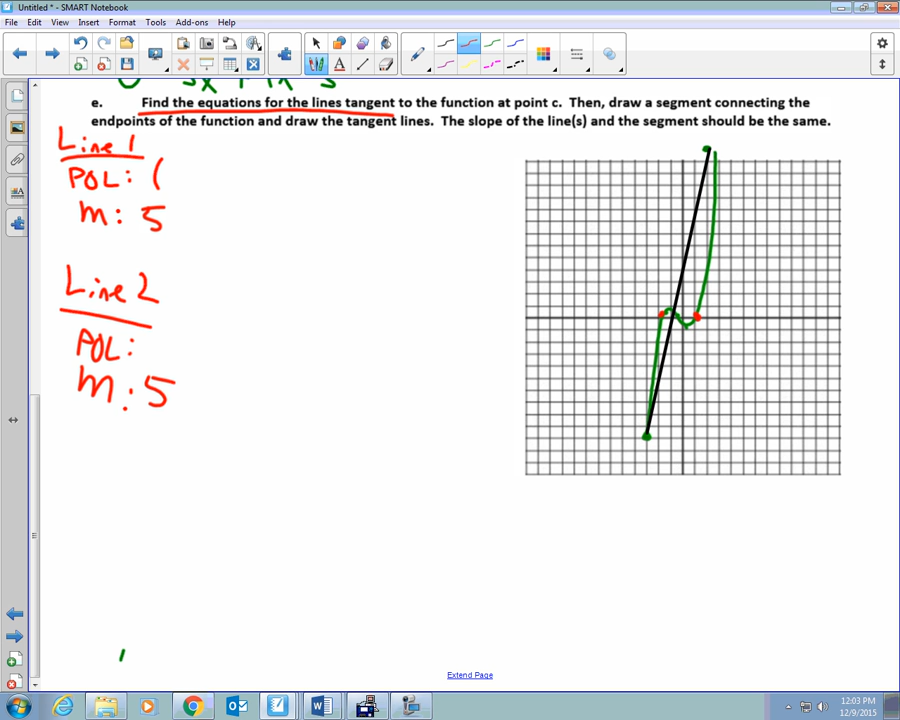 Untitled * - SMART Notebook
File Edit View Insert Format Tools Add-ons Help
e. Find the equations for the lines tangent to the function at point c. Then, draw a segment connecting the
endpoints of the function and draw the tangent lines. The slope of the line(s) and the segment should be the same.
Line 1
POL: (
m: 5
Line 2
POL:
m: 5
Extend Page
12:03 PM
12/9/2015